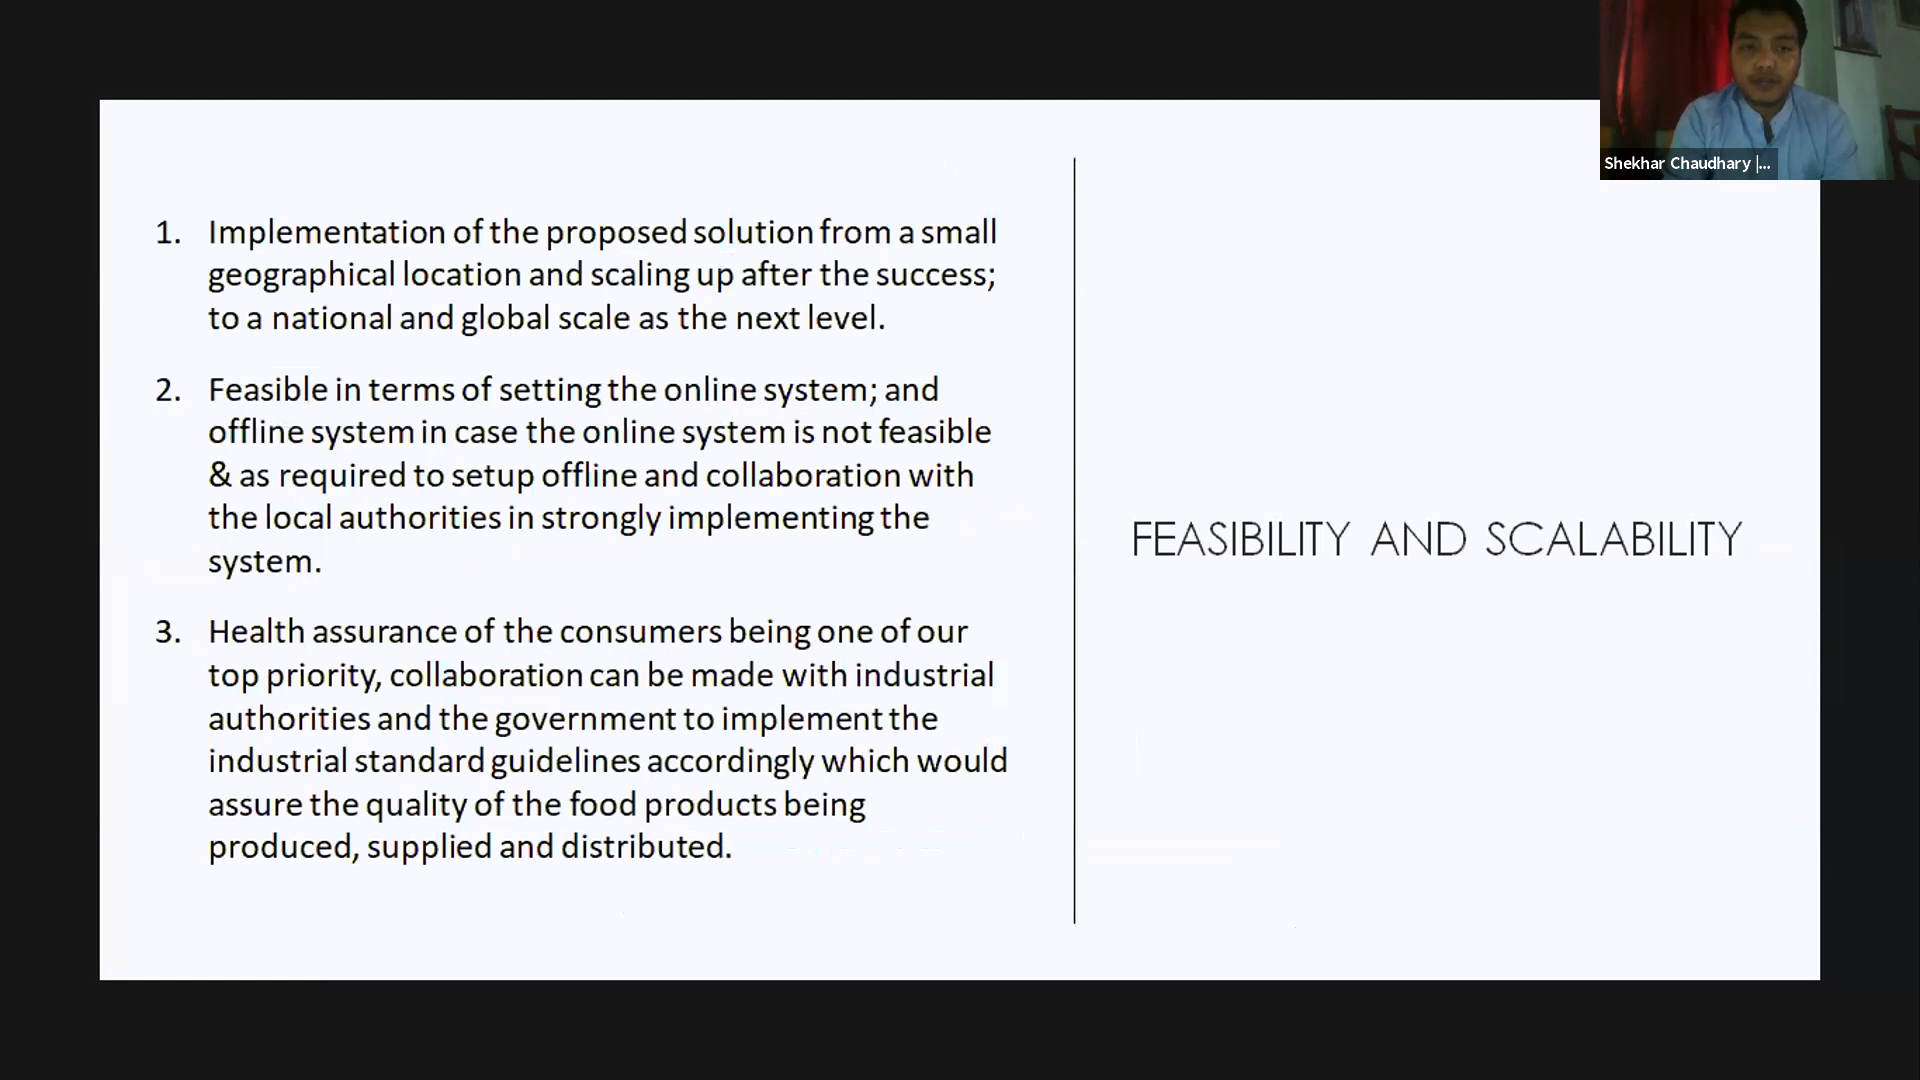 Shekhar Chaudhary |...
1. Implementation of the proposed solution from a small
geographical location and scaling up after the success;
to a national and global scale as the next level.
2. Feasible in terms of setting the online system; and
offline system in case the online system is not feasible
& as required to setup offline and collaboration with
the local authorities in strongly implementing the
system.
3. Health assurance of the consumers being one of our
top priority, collaboration can be made with industrial
authorities and the government to implement the
industrial standard guidelines accordingly which would
assure the quality of the food products being
produced, supplied and distributed.
FEASIBILITY AND SCALABILITY